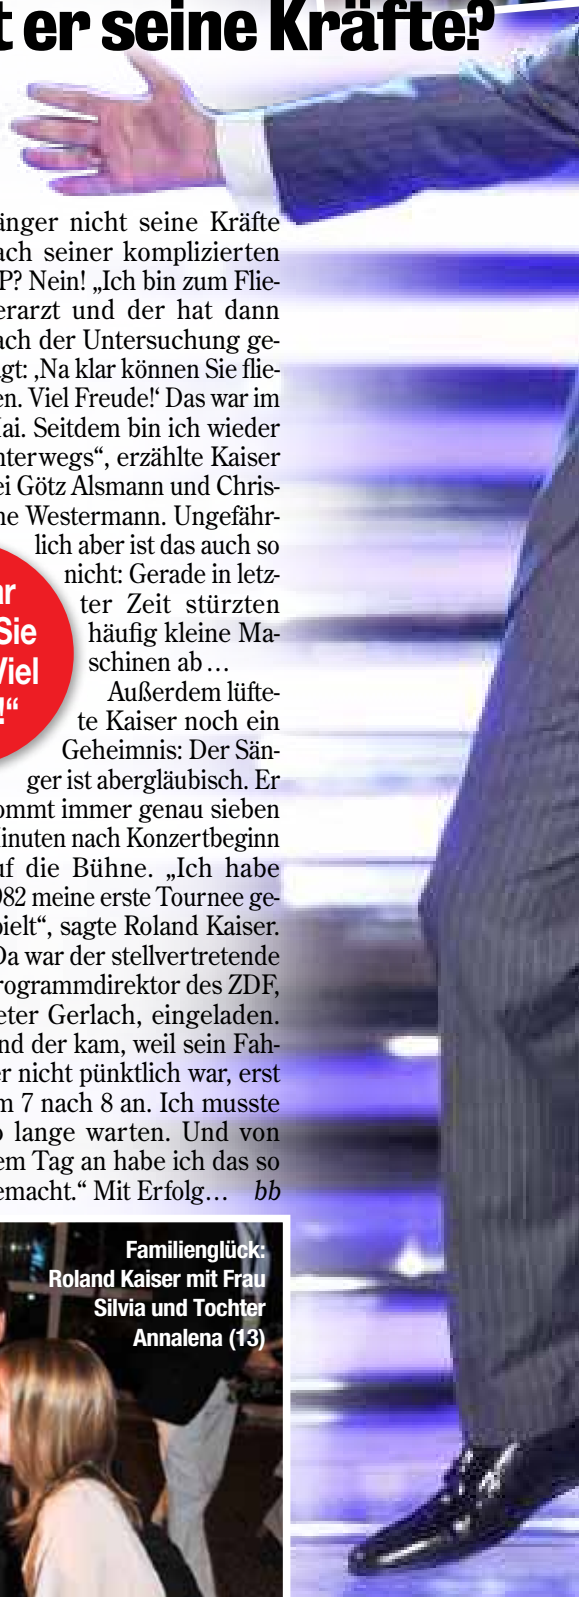 t er seine Kräfte?
änger nicht seine Kräfte
ach seiner komplizierten
P? Nein! „Ich bin zum Flie-
erarzt und der hat dann
ach der Untersuchung ge-
gt: ‚Na klar können Sie flie-
en. Viel Freude!‘ Das war im
ai. Seitdem bin ich wieder
nterwegs“, erzählte Kaiser
ei Götz Alsmann und Chris-
ne Westermann. Ungefähr-
lich aber ist das auch so
nicht: Gerade in letz-
ter Zeit stürzten
häufig kleine Ma-
schinen ab…
ar
Sie
Viel
!“
Außerdem lüfte-
te Kaiser noch ein
Geheimnis: Der Sän-
ger ist abergläubisch. Er
ommt immer genau sieben
inuten nach Konzertbeginn
uf die Bühne. „Ich habe
982 meine erste Tournee ge-
pielt“, sagte Roland Kaiser.
Da war der stellvertretende
rogrammdirektor des ZDF,
eter Gerlach, eingeladen.
nd der kam, weil sein Fah-
er nicht pünktlich war, erst
m 7 nach 8 an. Ich musste
o lange warten. Und von
em Tag an habe ich das so
emacht.“ Mit Erfolg… bb
Familienglück:
Roland Kaiser mit Frau
Silvia und Tochter
Annalena (13)